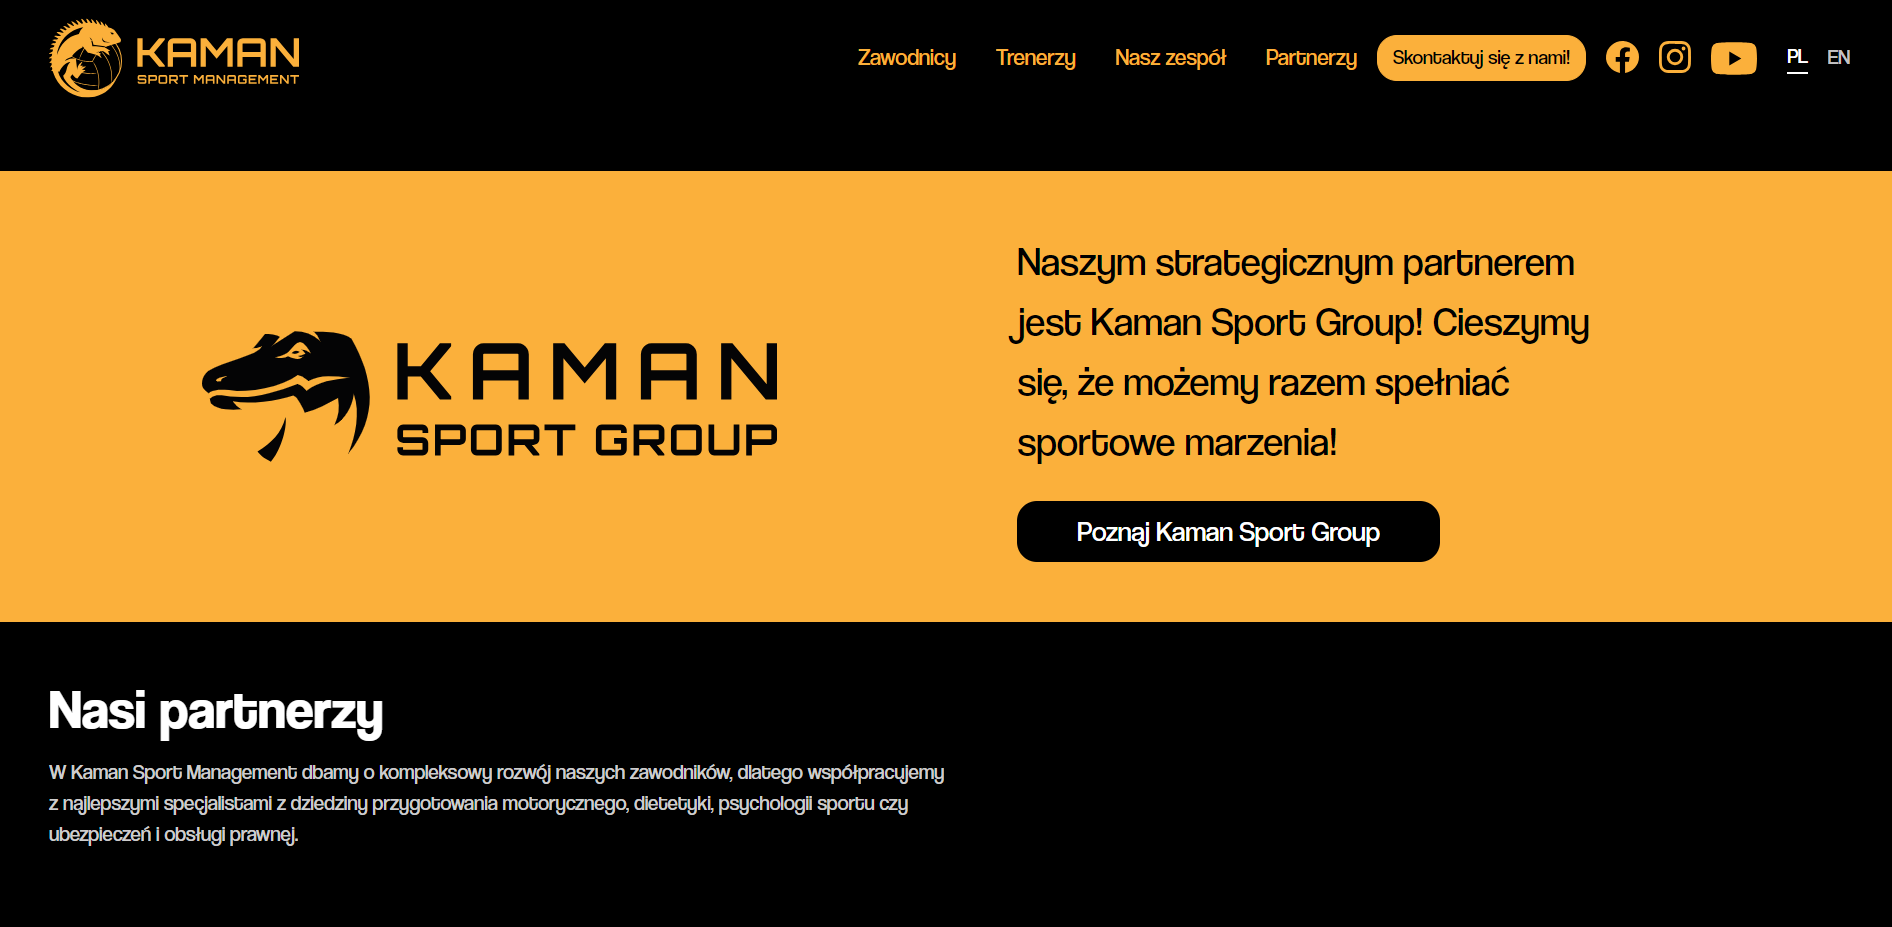 KAMAN
SPORT MANAGEMENT
Zawodnicy
Trenerzy
Nasz zespół
Partnerzy
Skontaktuj się z nami!
PL
EN
KAMAN
SPORT GROUP
Naszym strategicznym partnerem
jest Kaman Sport Group! Cieszymy
się, że możemy razem spełniać
sportowe marzenia!
Poznaj Kaman Sport Group
Nasi partnerzy
W Kaman Sport Management dbamy o kompleksowy rozwój naszych zawodników, dlatego współpracujemy
z najlepszymi specjalistami z dziedziny przygotowania motorycznego, dietetyki, psychologii sportu czy
ubezpieczeń i obsługi prawnej.